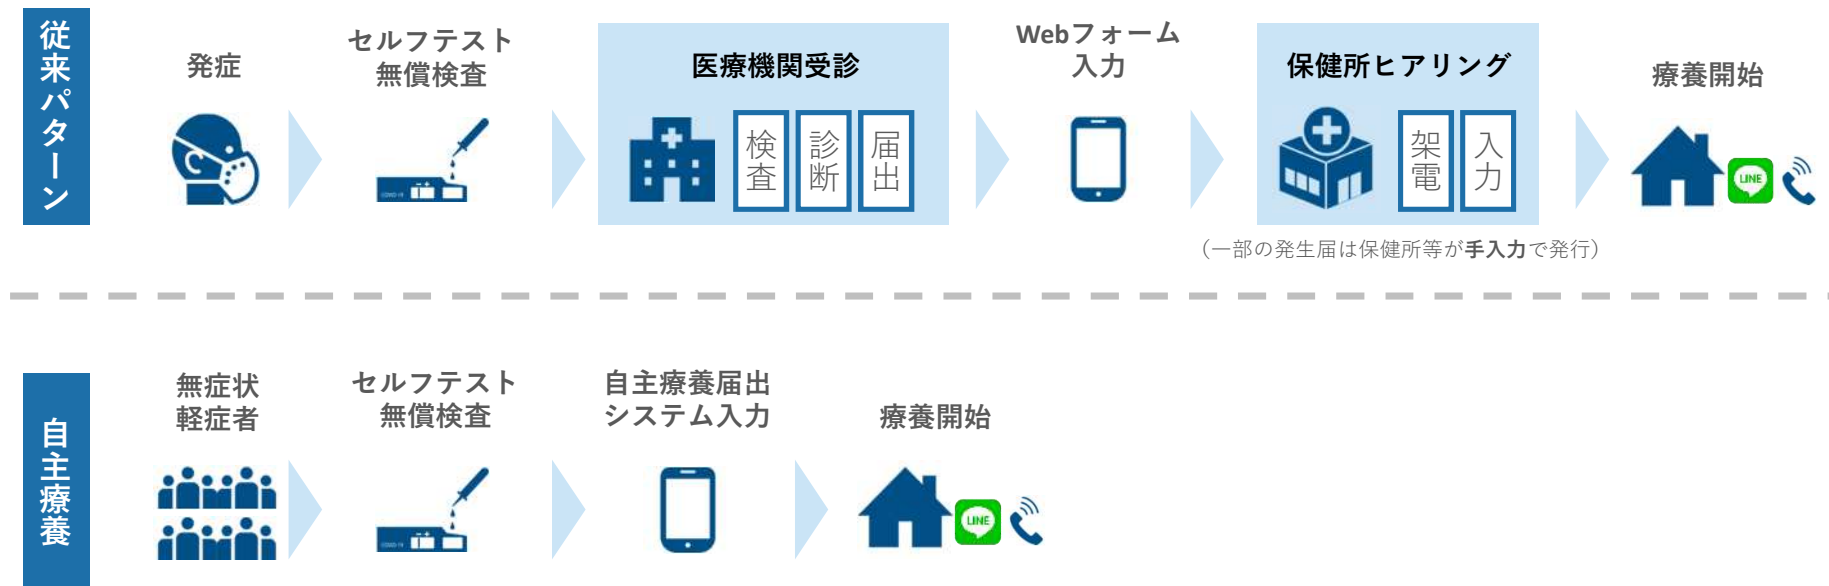 従来パターン
発症
セルフテスト
無償検査
医療機関受診
検査
診断
届出
Webフォーム
入力
保健所ヒアリング
架電
入力
療養開始
LINE
（一部の発生届は保健所等が手入力で発行）
自主療養
無症状
軽症者
セルフテスト
無償検査
自主療養届出
システム入力
療養開始
LINE